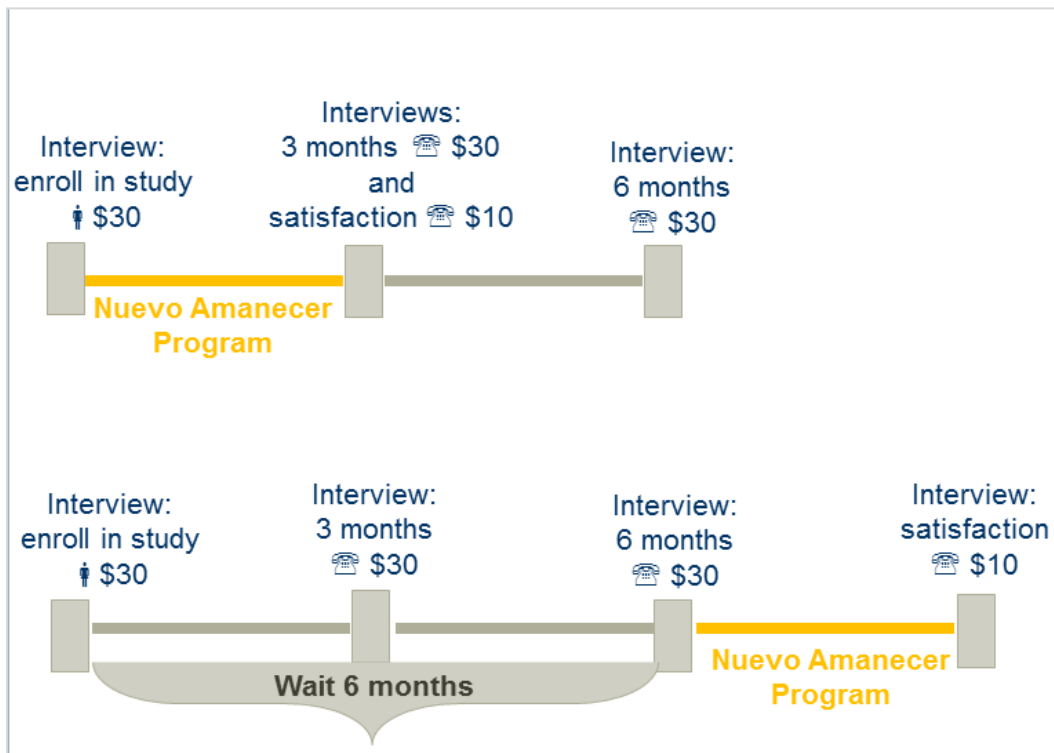 Interview:
enroll in study
🚹 $30
Interviews:
3 months ☏ $30
and
satisfaction ☏ $10
Interview:
6 months
☏ $30
Nuevo Amanecer
Program
Interview:
enroll in study
🚹 $30
Interview:
3 months
☏ $30
Interview:
6 months
☏ $30
Interview:
satisfaction
☏ $10
Wait 6 months
Nuevo Amanecer
Program